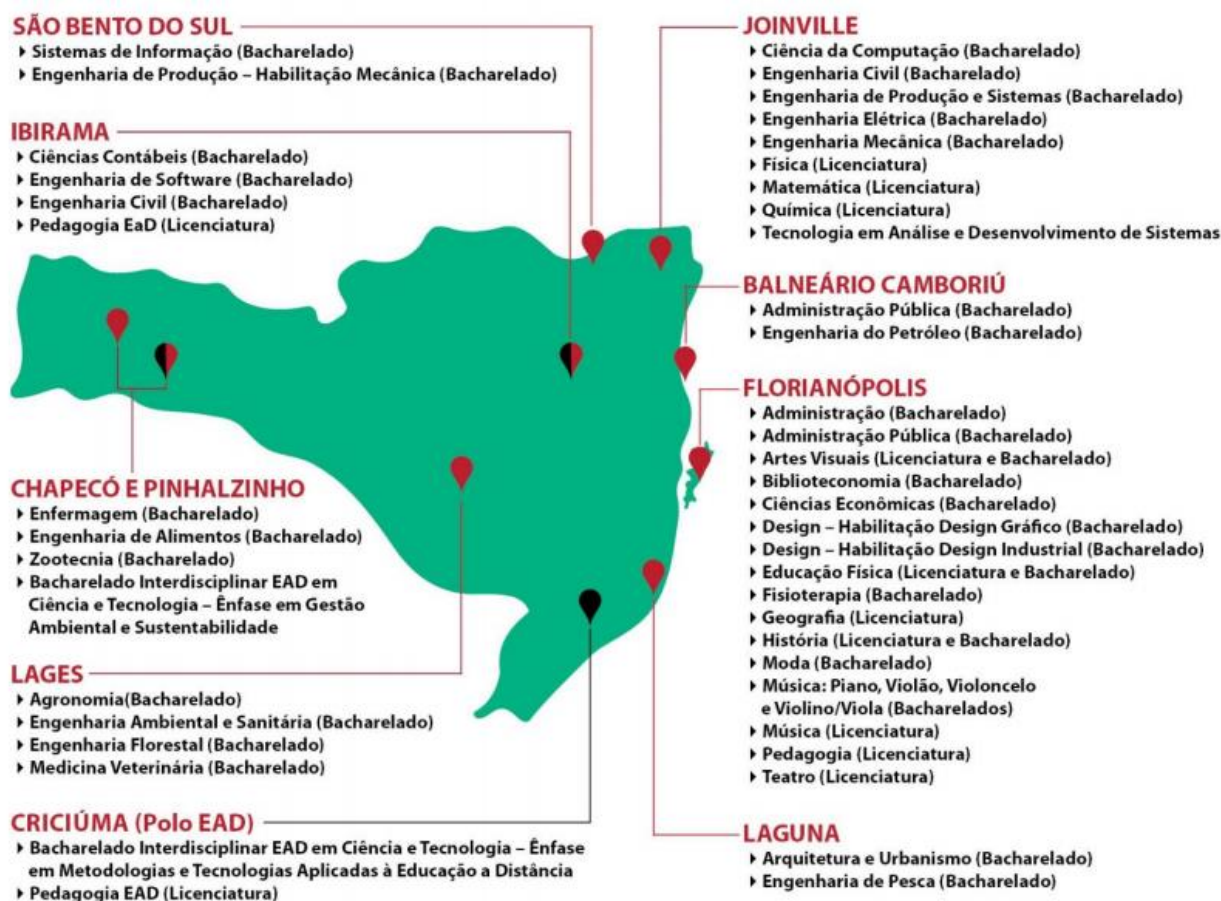 SÃO BENTO DO SUL
Sistemas de Informação (Bacharelado)
Engenharia de Produção – Habilitação Mecânica (Bacharelado)
IBIRAMA
Ciências Contábeis (Bacharelado)
Engenharia de Software (Bacharelado)
Engenharia Civil (Bacharelado)
Pedagogia EaD (Licenciatura)
CHAPECÓ E PINHALZINHO
Enfermagem (Bacharelado)
Engenharia de Alimentos (Bacharelado)
Zootecnia (Bacharelado)
Bacharelado Interdisciplinar EAD em
Ciência e Tecnologia – Ênfase em Gestão
Ambiental e Sustentabilidade
LAGES
Agronomia(Bacharelado)
Engenharia Ambiental e Sanitária (Bacharelado)
Engenharia Florestal (Bacharelado)
Medicina Veterinária (Bacharelado)
CRICIÚMA (Polo EAD)
Bacharelado Interdisciplinar EAD em Ciência e Tecnologia – Ênfase
em Metodologias e Tecnologias Aplicadas à Educação a Distância
Pedagogia EAD (Licenciatura)
JOINVILLE
Ciência da Computação (Bacharelado)
Engenharia Civil (Bacharelado)
Engenharia de Produção e Sistemas (Bacharelado)
Engenharia Elétrica (Bacharelado)
Engenharia Mecânica (Bacharelado)
Física (Licenciatura)
Matemática (Licenciatura)
Química (Licenciatura)
Tecnologia em Análise e Desenvolvimento de Sistemas
BALNEÁRIO CAMBORIÚ
Administração Pública (Bacharelado)
Engenharia do Petróleo (Bacharelado)
FLORIANÓPOLIS
Administração (Bacharelado)
Administração Pública (Bacharelado)
Artes Visuais (Licenciatura e Bacharelado)
Biblioteconomia (Bacharelado)
Ciências Econômicas (Bacharelado)
Design – Habilitação Design Gráfico (Bacharelado)
Design – Habilitação Design Industrial (Bacharelado)
Educação Física (Licenciatura e Bacharelado)
Fisioterapia (Bacharelado)
Geografia (Licenciatura)
História (Licenciatura e Bacharelado)
Moda (Bacharelado)
Música: Piano, Violão, Violoncelo
e Violino/Viola (Bacharelados)
Música (Licenciatura)
Pedagogia (Licenciatura)
Teatro (Licenciatura)
LAGUNA
Arquitetura e Urbanismo (Bacharelado)
Engenharia de Pesca (Bacharelado)